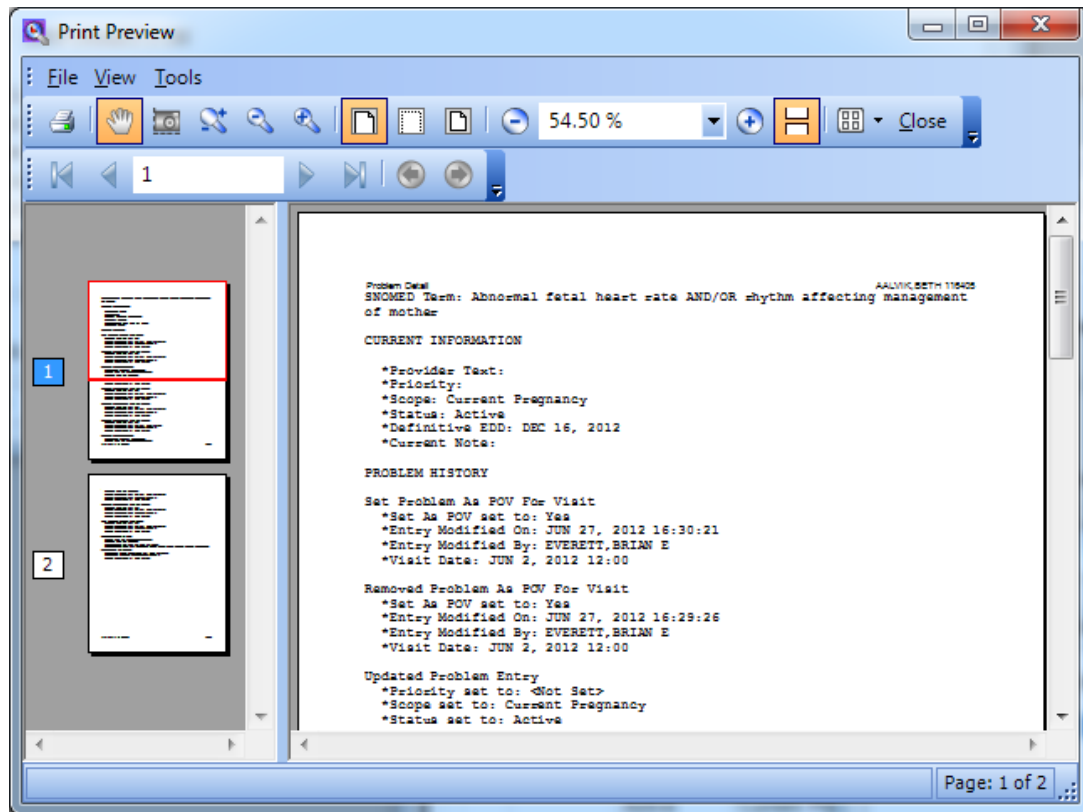 Print Preview
File View Tools
54.50 % Close
1
1
2
Problem Detail AALVIK,BETH 116405
SNOMED Term: Abnormal fetal heart rate AND/OR rhythm affecting management
of mother
CURRENT INFORMATION
*Provider Text:
*Priority:
*Scope: Current Pregnancy
*Status: Active
*Definitive EDD: DEC 16, 2012
*Current Note:
PROBLEM HISTORY
Set Problem As POV For Visit
*Set As POV set to: Yes
*Entry Modified On: JUN 27, 2012 16:30:21
*Entry Modified By: EVERETT,BRIAN E
*Visit Date: JUN 2, 2012 12:00
Removed Problem As POV For Visit
*Set As POV set to: Yes
*Entry Modified On: JUN 27, 2012 16:29:26
*Entry Modified By: EVERETT,BRIAN E
*Visit Date: JUN 2, 2012 12:00
Updated Problem Entry
*Priority set to: <Not Set>
*Scope set to: Current Pregnancy
*Status set to: Active
Page: 1 of 2